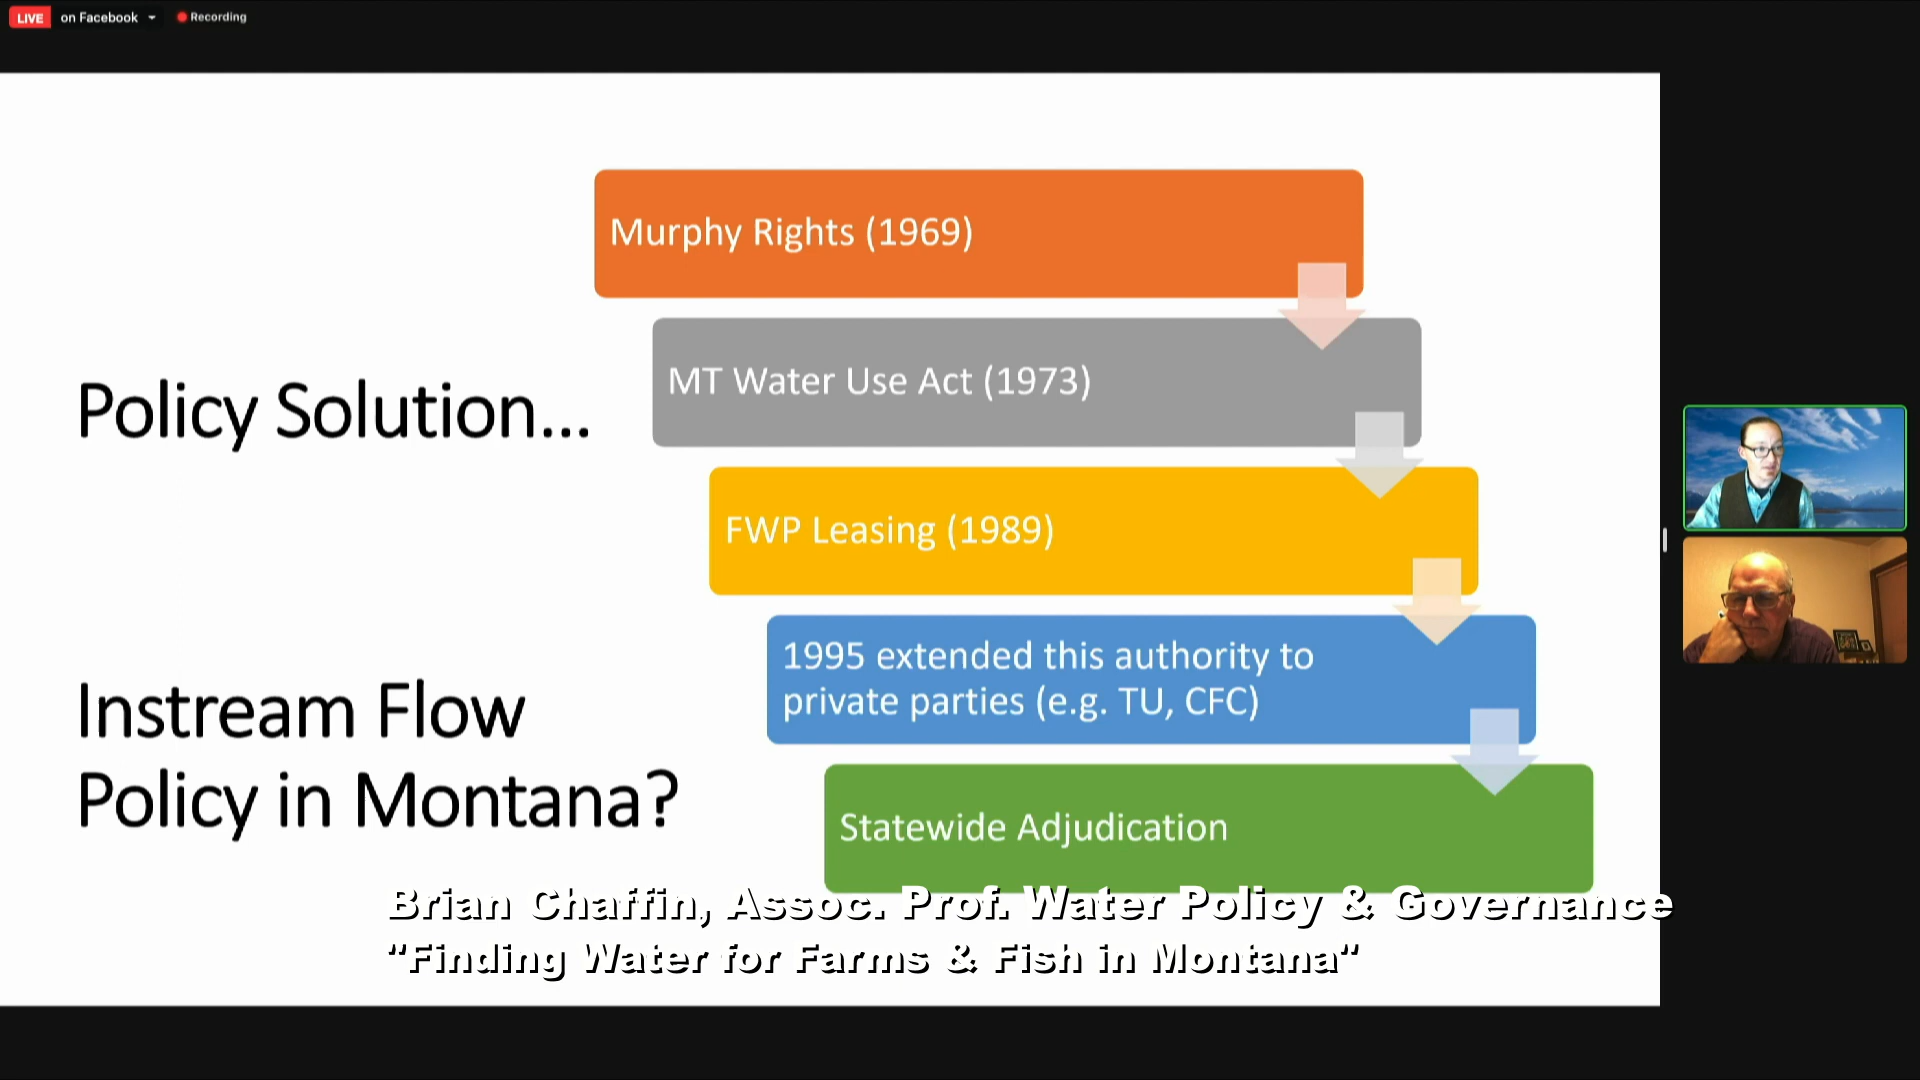 LIVE on Facebook Recording
Policy Solution...
Instream Flow
Policy in Montana?
Murphy Rights (1969)
MT Water Use Act (1973)
FWP Leasing (1989)
1995 extended this authority to
private parties (e.g. TU, CFC)
Statewide Adjudication
Brian Chaffin, Assoc. Prof. Water Policy & Governance
"Finding Water for Farms & Fish in Montana"